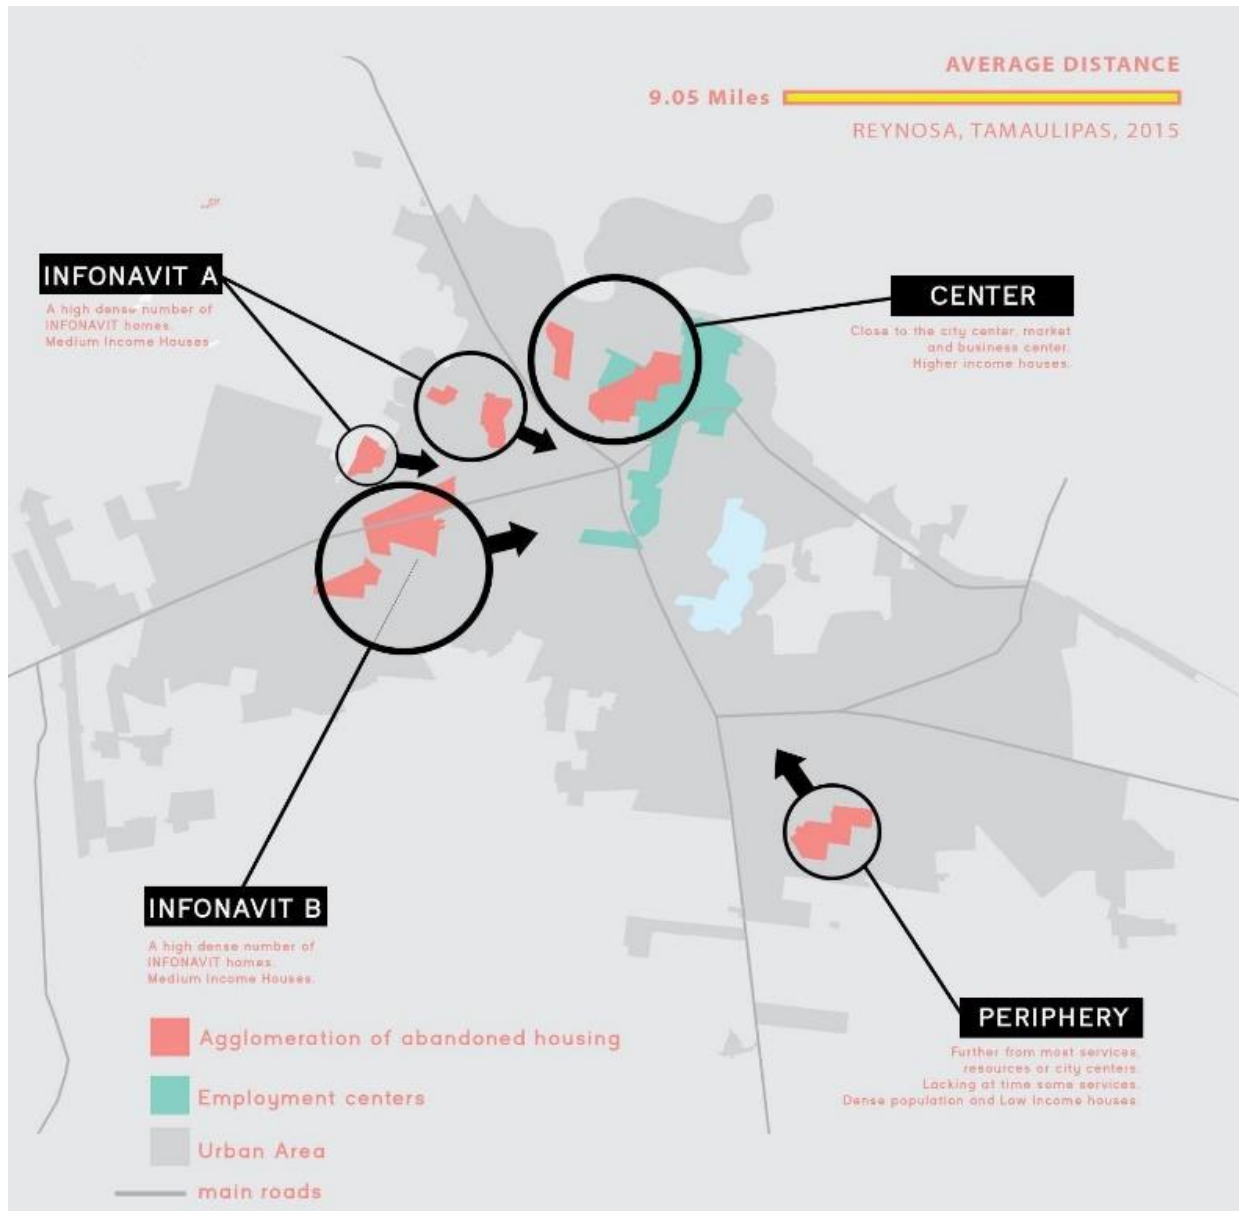 AVERAGE DISTANCE
9.05 Miles
REYNOSA, TAMAULIPAS, 2015
INFONAVIT A
A high dense number of
INFONAVIT homes.
Medium Income Houses
CENTER
Close to the city center, market
and business center.
Higher income houses.
INFONAVIT B
A high dense number of
INFONAVIT homes.
Medium Income Houses.
PERIPHERY
Further from most services,
resources or city centers.
Lacking at time some services.
Dense population and Low Income houses.
Agglomeration of abandoned housing
Employment centers
Urban Area
main roads